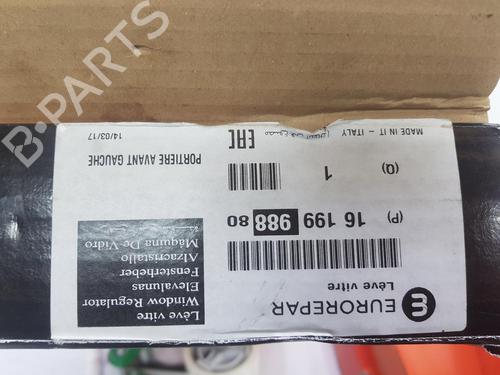 B-PARTS
EUROREPAR
Lève vitre
(P) 16 199 988 80
(Q) 1
MADE IN IT - ITALY
EAC
PORTIERE AVANT GAUCHE
14/03/17
Lève vitre
Window Regulator
Elevalunas
Fensterheber
Alzacristallo
Máquina De Vidro